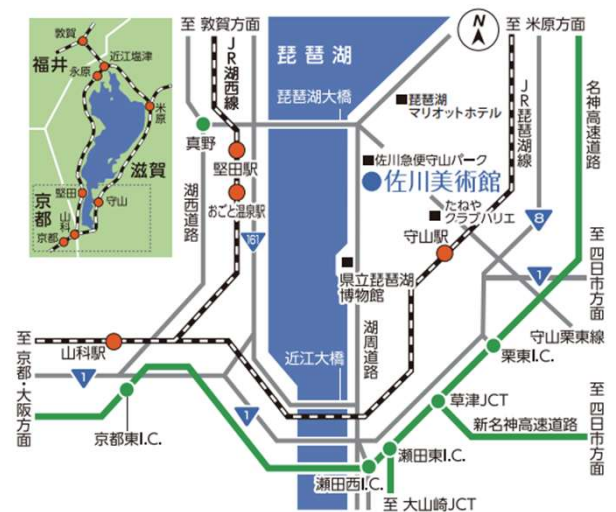 敦賀
福井
近江塩津
永原
米原
滋賀
堅田
守山
京都
山科
京都
至 敦賀方面
JR湖西線
琵琶湖
琵琶湖大橋
N
至 米原方面
琵琶湖
マリオットホテル
JR琵琶湖線
名神高速道路
真野
堅田駅
おごと温泉駅
湖西道路
161
佐川急便守山パーク
佐川美術館
たねや
クラブハリエ
守山駅
8
1
至 四日市方面
県立琵琶湖
博物館
湖周道路
守山栗東線
栗東I.C.
至 京都・大阪方面
山科駅
1
近江大橋
京都東I.C.
1
草津JCT
新名神高速道路
至 四日市方面
瀬田東I.C.
瀬田西I.C.
至 大山崎JCT